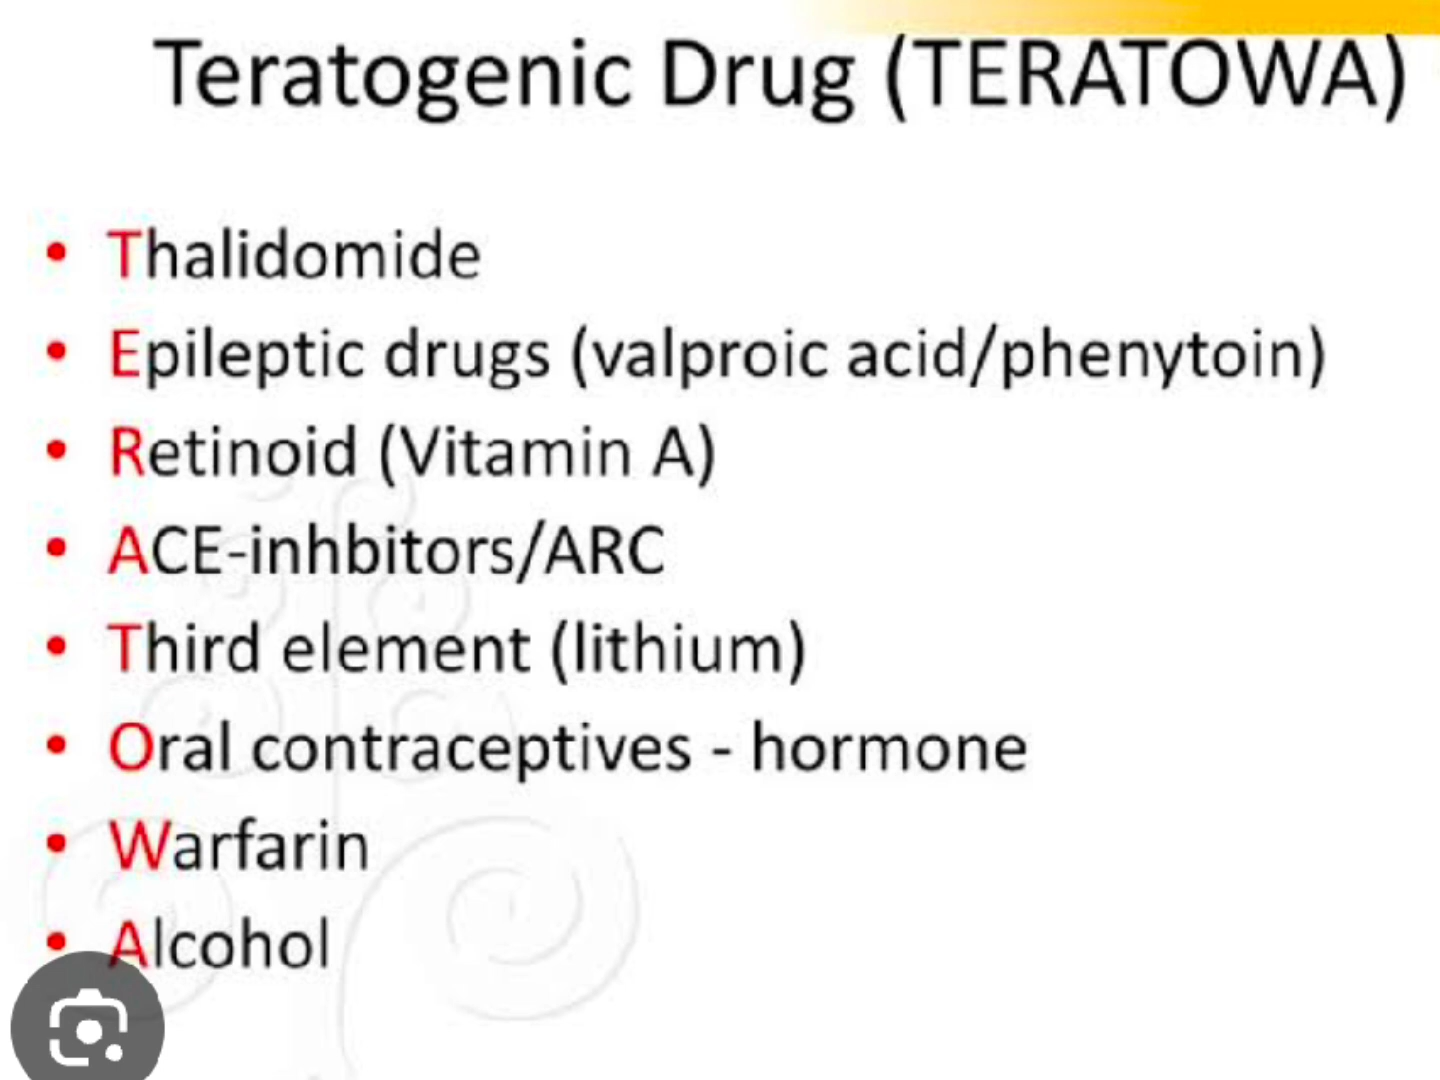 Teratogenic Drug (TERATOWA)
• Thalidomide
• Epileptic drugs (valproic acid/phenytoin)
• Retinoid (Vitamin A)
• ACE-inhbitors/ARC
• Third element (lithium)
• Oral contraceptives - hormone
• Warfarin
• Alcohol